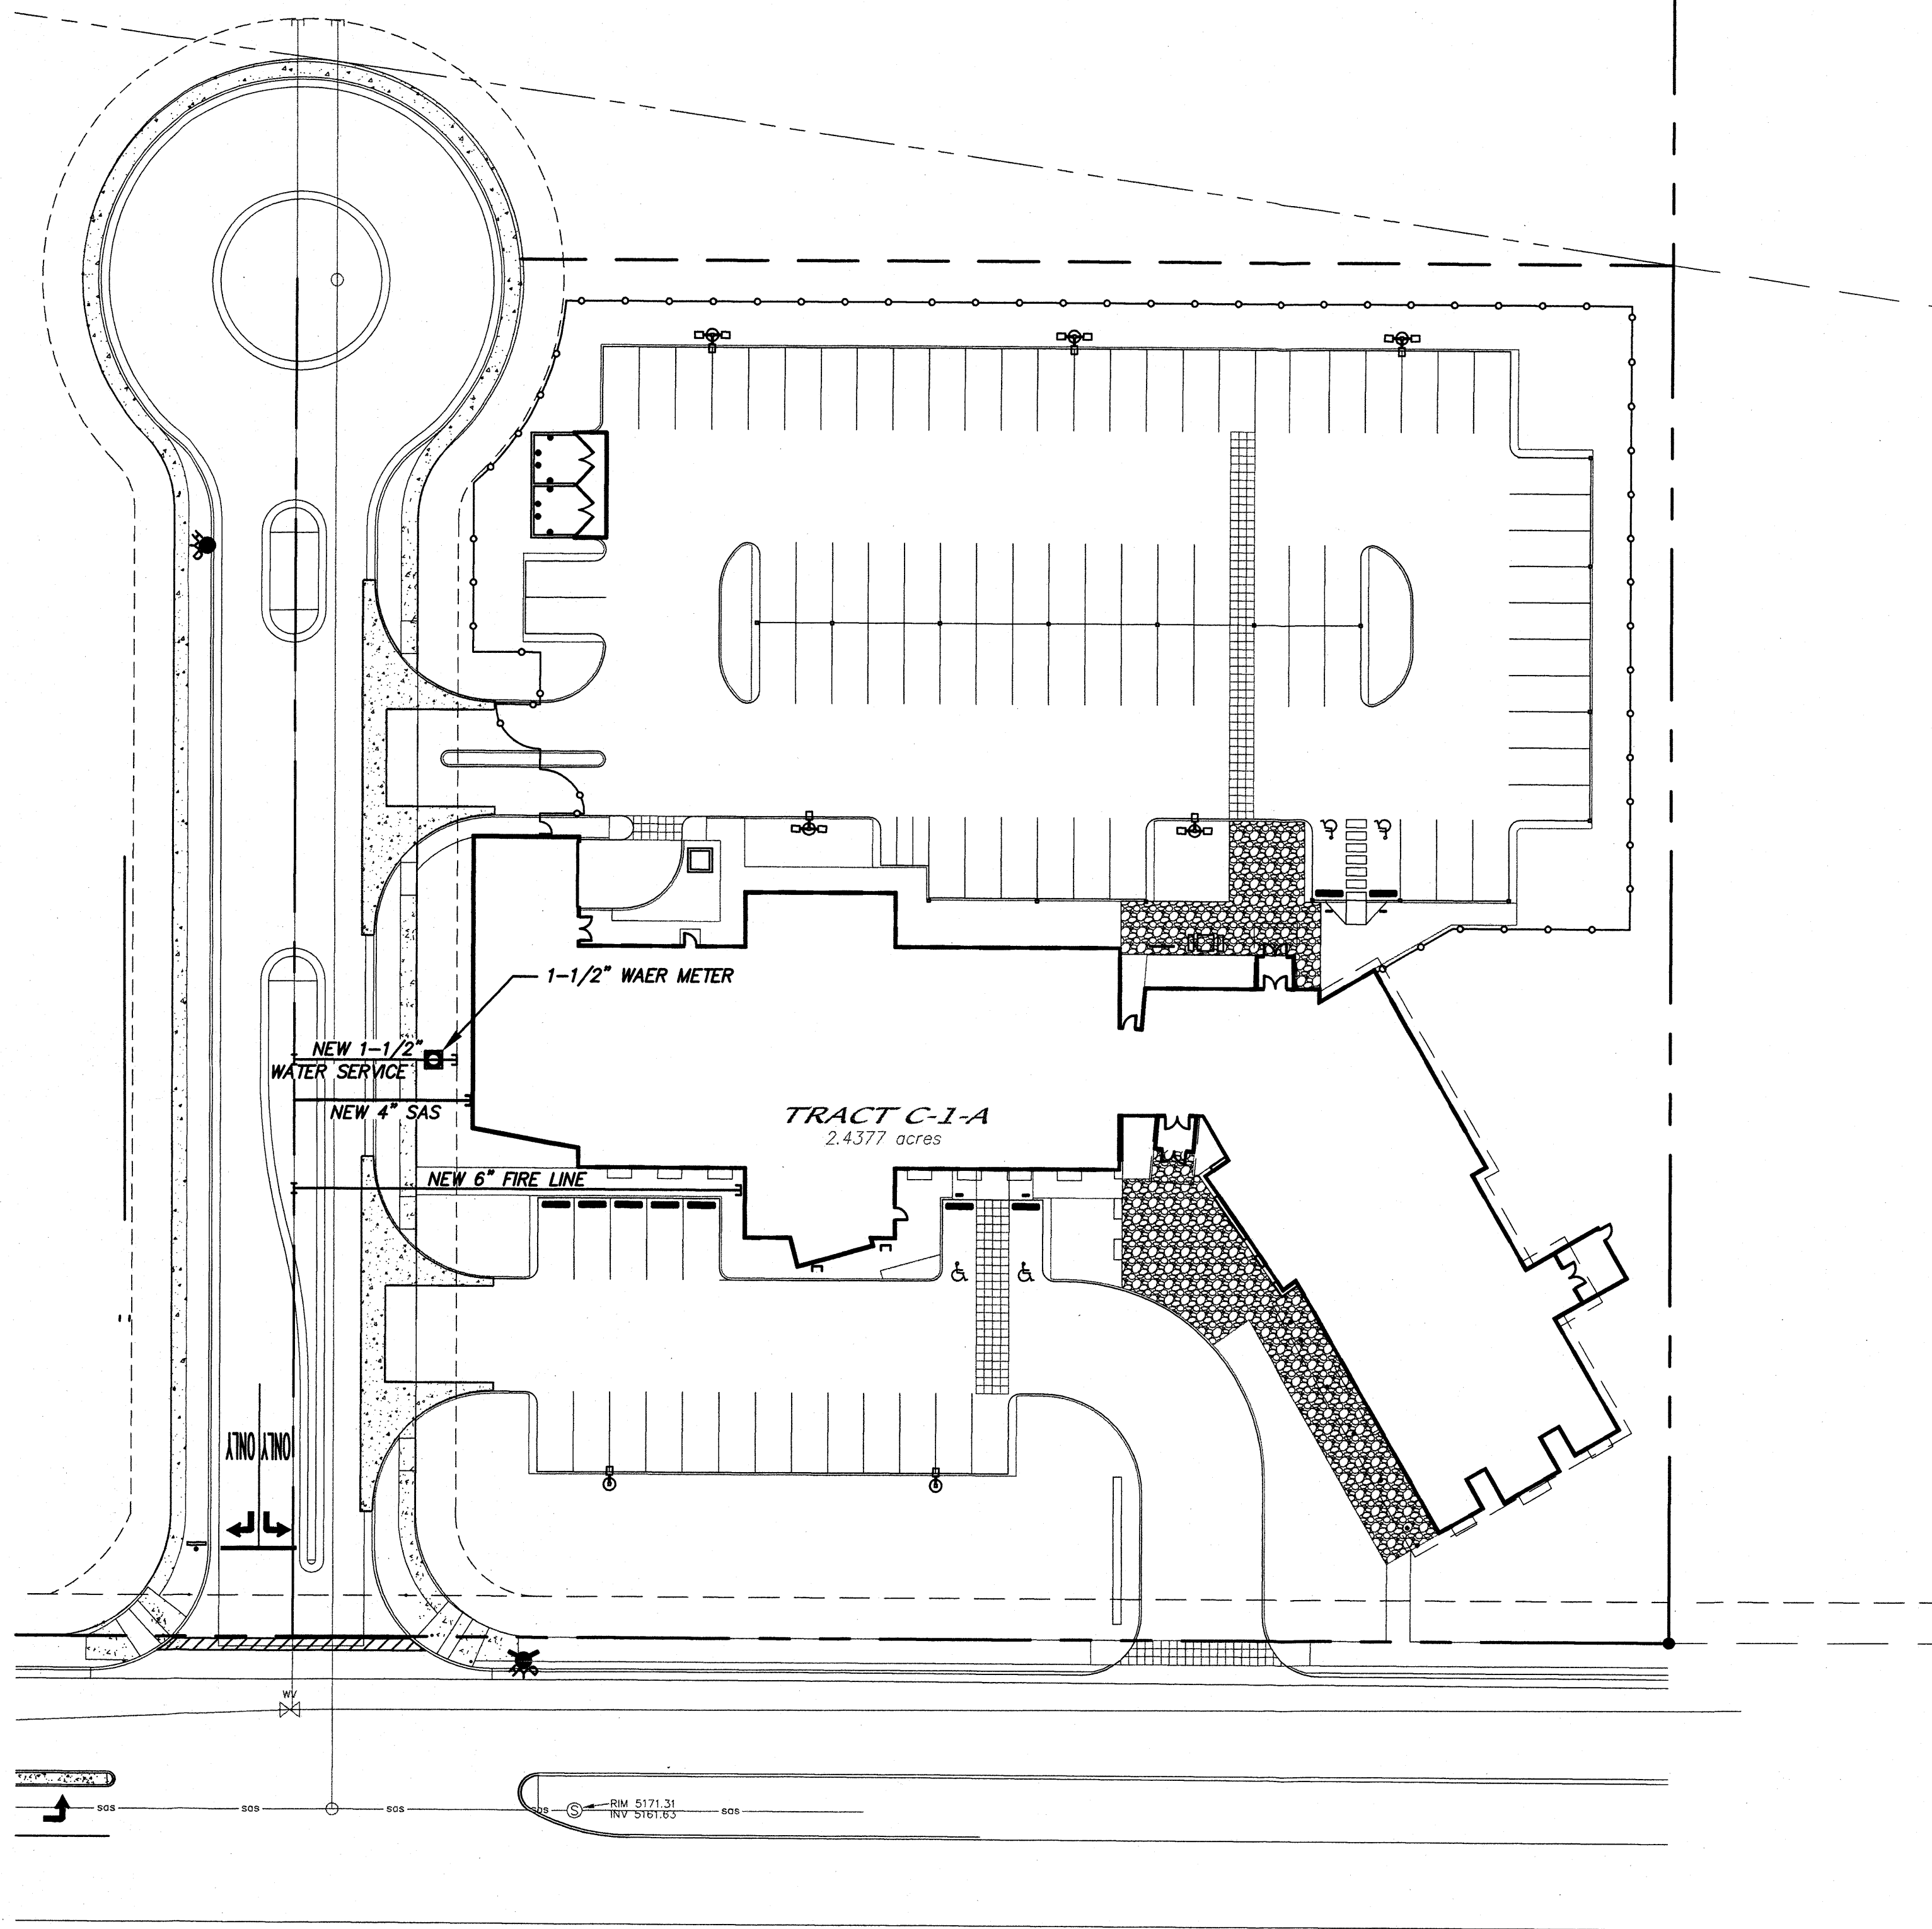 1-1/2" WAER METER
NEW 1-1/2"
WATER SERVICE
NEW 4" SAS
TRACT C-1-A
2.4377 acres
NEW 6" FIRE LINE
ONLY ONLY
WV
RIM 5171.31
INV 5161.63
sas sas sas sas sas